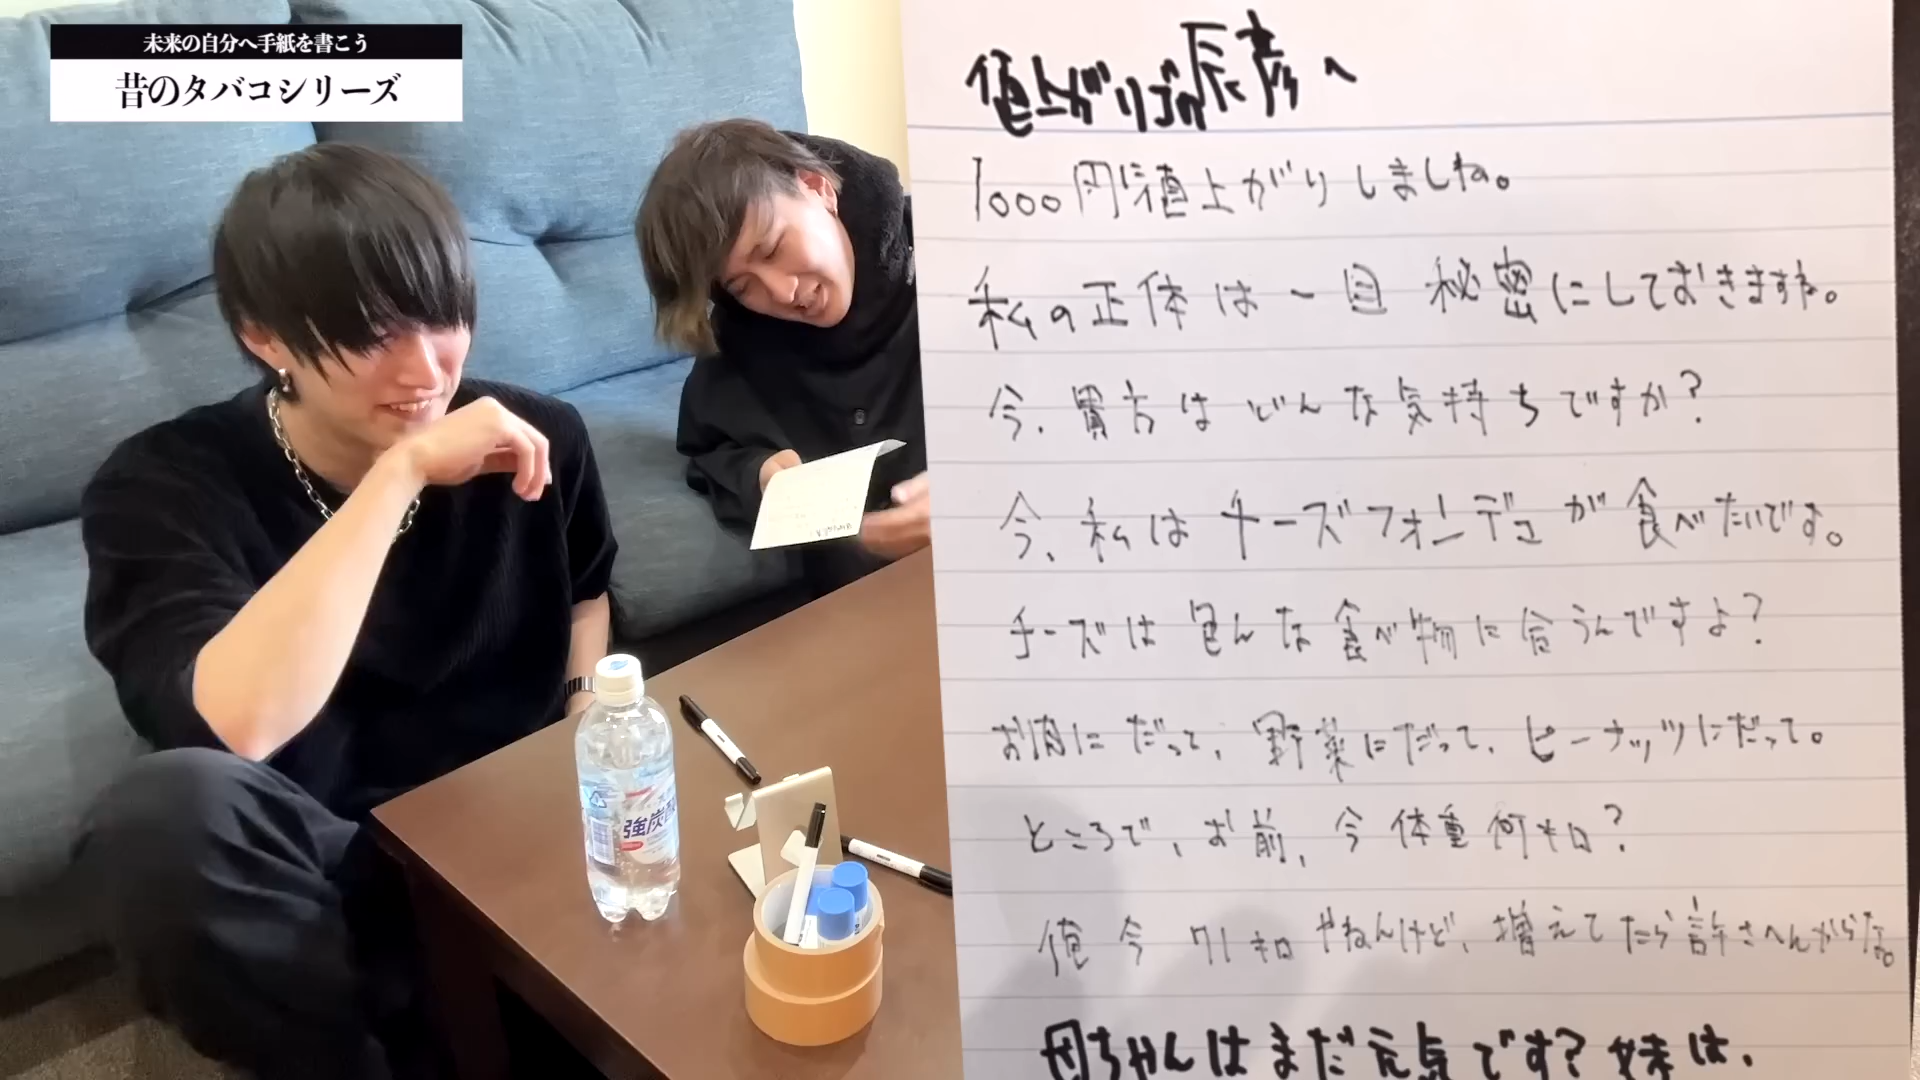 未来の自分へ手紙を書こう
昔のタバコシリーズ
値上がりゴの辰彦へ
1000円値上がりしましね。
私の正体は一目 秘密にしておきますね。
今、貴方はどんな気持ちですか?
今、私はチーズフォンデュが食べたいです。
チーズは色んな食べ物に合うんですよ?
お肉にだって、野菜にだって、ピーナッツにだって。
ところで、お前、今体重何キロ?
俺今71キロやねんけど、増えてたら許さへんからな。
母ちゃんはまだ元点です?妹は、
強炭酸